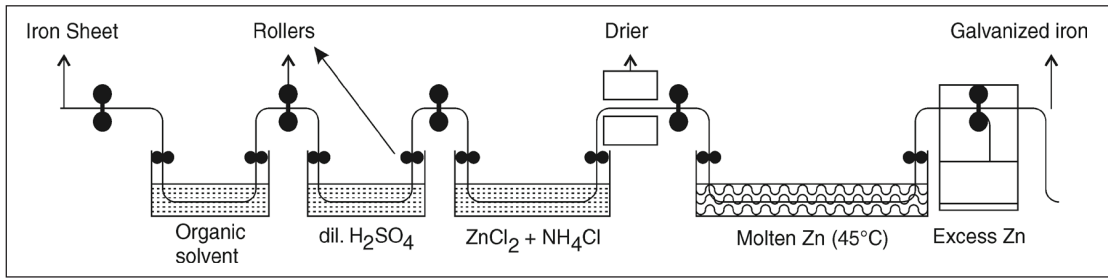 Iron Sheet
Rollers
Drier
Galvanized iron
Organic
solvent
dil. H₂SO₄
ZnCl₂ + NH₄Cl
Molten Zn (45°C)
Excess Zn